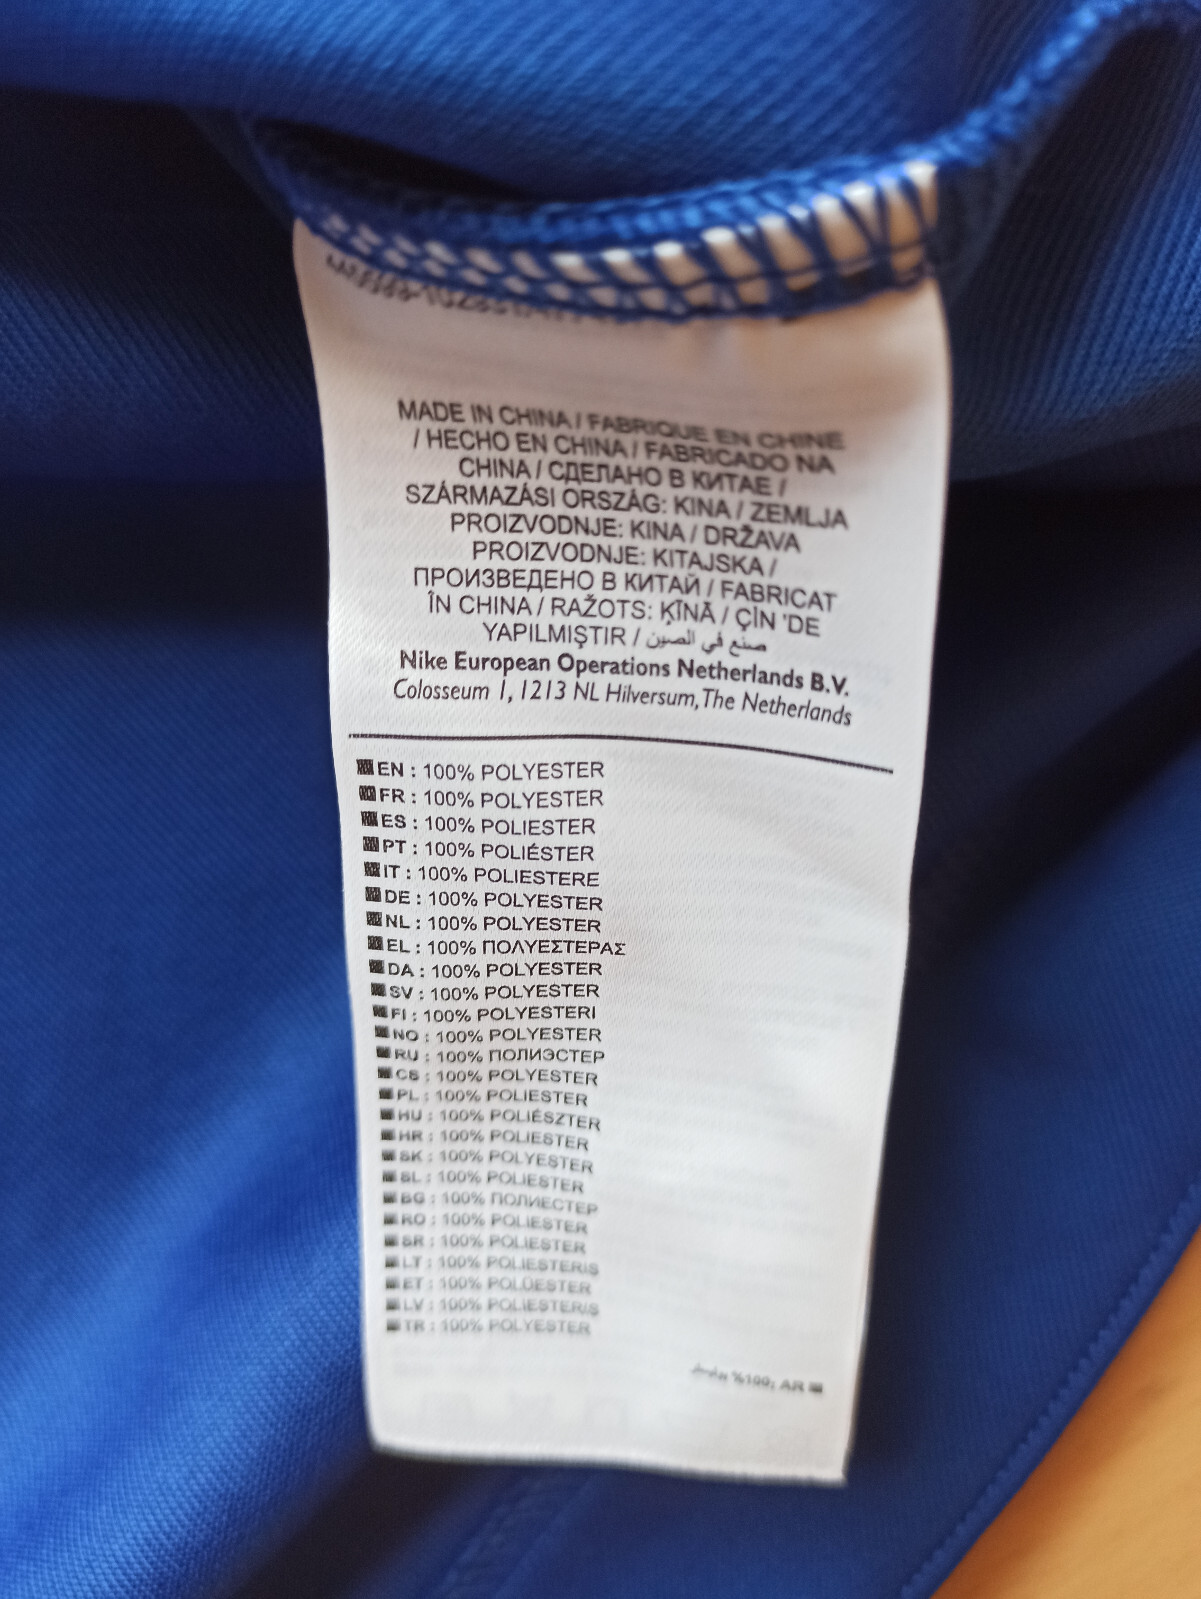 MADE IN CHINA / FABRIQUE EN CHINE
/ HECHO EN CHINA / FABRICADO NA
CHINA / СДЕЛАНО В КИТАЕ /
SZÁRMAZÁSI ORSZÁG: KINA / ZEMLJA
PROIZVODNJE: KINA / DRŽAVA
PROIZVODNJE: KITAJSKA /
ПРОИЗВЕДЕНО В КИТАЙ / FABRICAT
ÎN CHINA / RAŽOTS: ĶĪNĀ / ÇİN 'DE
YAPILMIŞTIR / صنع في الصين
Nike European Operations Netherlands B.V.
Colosseum 1, 1213 NL Hilversum, The Netherlands
EN : 100% POLYESTER
FR : 100% POLYESTER
ES : 100% POLIESTER
PT : 100% POLIÉSTER
IT : 100% POLIESTERE
DE : 100% POLYESTER
NL : 100% POLYESTER
EL : 100% ΠΟΛΥΕΣΤΕΡΑΣ
DA : 100% POLYESTER
SV : 100% POLYESTER
FI : 100% POLYESTERI
NO : 100% POLYESTER
RU : 100% ПОЛИЭСТЕР
CS : 100% POLYESTER
PL : 100% POLIESTER
HU : 100% POLIÉSZTER
HR : 100% POLIESTER
SK : 100% POLYESTER
SL : 100% POLIESTER
BG : 100% ПОЛИЕСТЕР
RO : 100% POLIESTER
SR : 100% POLIESTER
LT : 100% POLIESTERIS
ET : 100% POLÜESTER
LV : 100% POLIESTERIS
TR : 100% POLYESTER
%100: AR